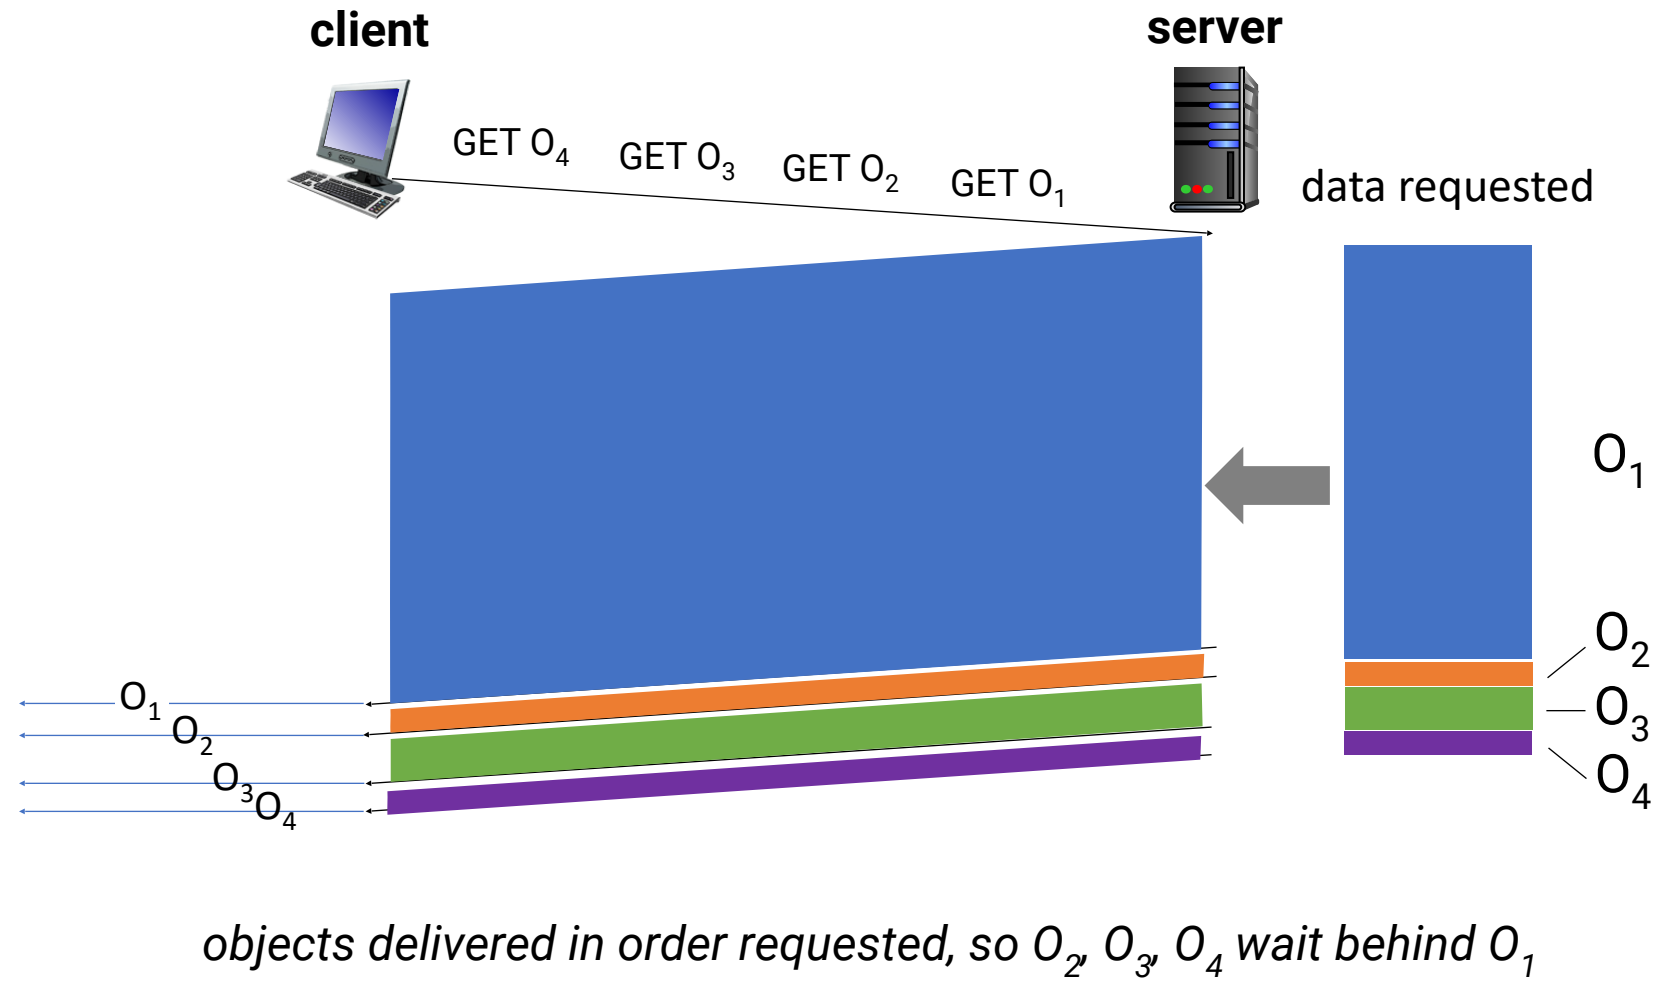 client
server
GET O4
GET O3
GET O2
GET O1
data requested
O1
O2
O3
O4
O1
O2
O3
O4
objects delivered in order requested, so O2, O3, O4 wait behind O1